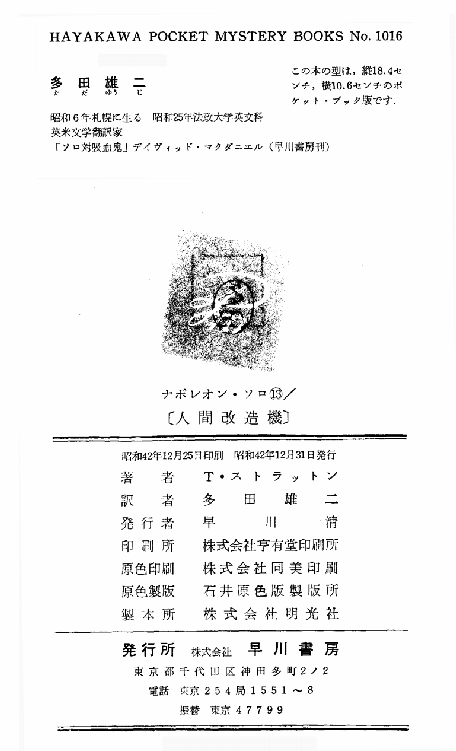 HAYAKAWA POCKET MYSTERY BOOKS No. 1016
この本の型は，縦18.4セ
ンチ，横10.6センチのポ
ケット・ブック版です．
多田雄二
ただゆうじ
昭和6年札幌に生る　昭和25年法政大学英文科
英米文学翻訳家
「ソロ対吸血鬼」デイヴィッド・マクダニエル（早川書房刊）
ナポレオン・ソロ⑬／
〔人間改造機〕
昭和42年12月25日印刷　昭和42年12月31日発行
著者　T・ストラットン
訳者　多田雄二
発行者　早川清
印刷所　株式会社亨有堂印刷所
原色印刷　株式会社同美印刷
原色製版　石井原色版製版所
製本所　株式会社明光社
発行所　株式会社　早川書房
東京都千代田区神田多町2ノ2
電話　東京254局1551〜8
振替　東京47799